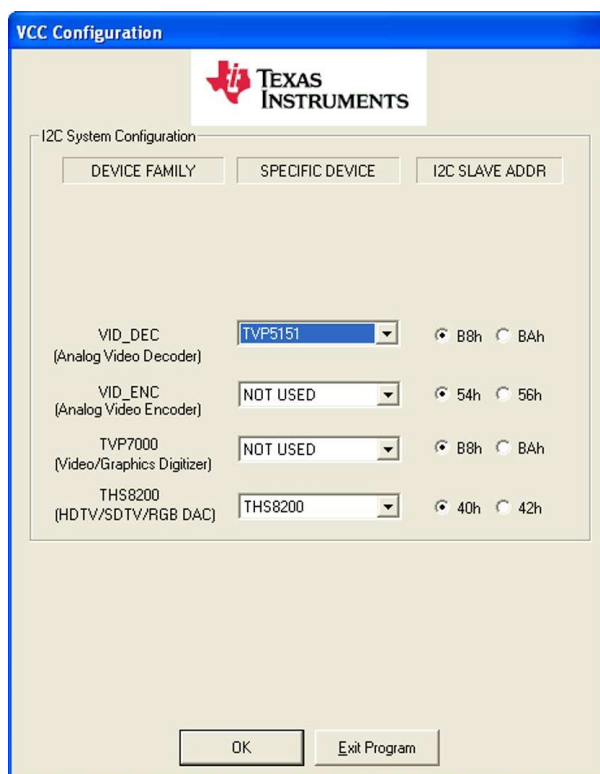 VCC Configuration
TEXAS
INSTRUMENTS
I2C System Configuration
DEVICE FAMILY SPECIFIC DEVICE I2C SLAVE ADDR
VID_DEC
(Analog Video Decoder)
TVP5151 B8h BAh
VID_ENC
(Analog Video Encoder)
NOT USED 54h 56h
TVP7000
(Video/Graphics Digitizer)
NOT USED B8h BAh
THS8200
(HDTV/SDTV/RGB DAC)
THS8200 40h 42h
OK Exit Program